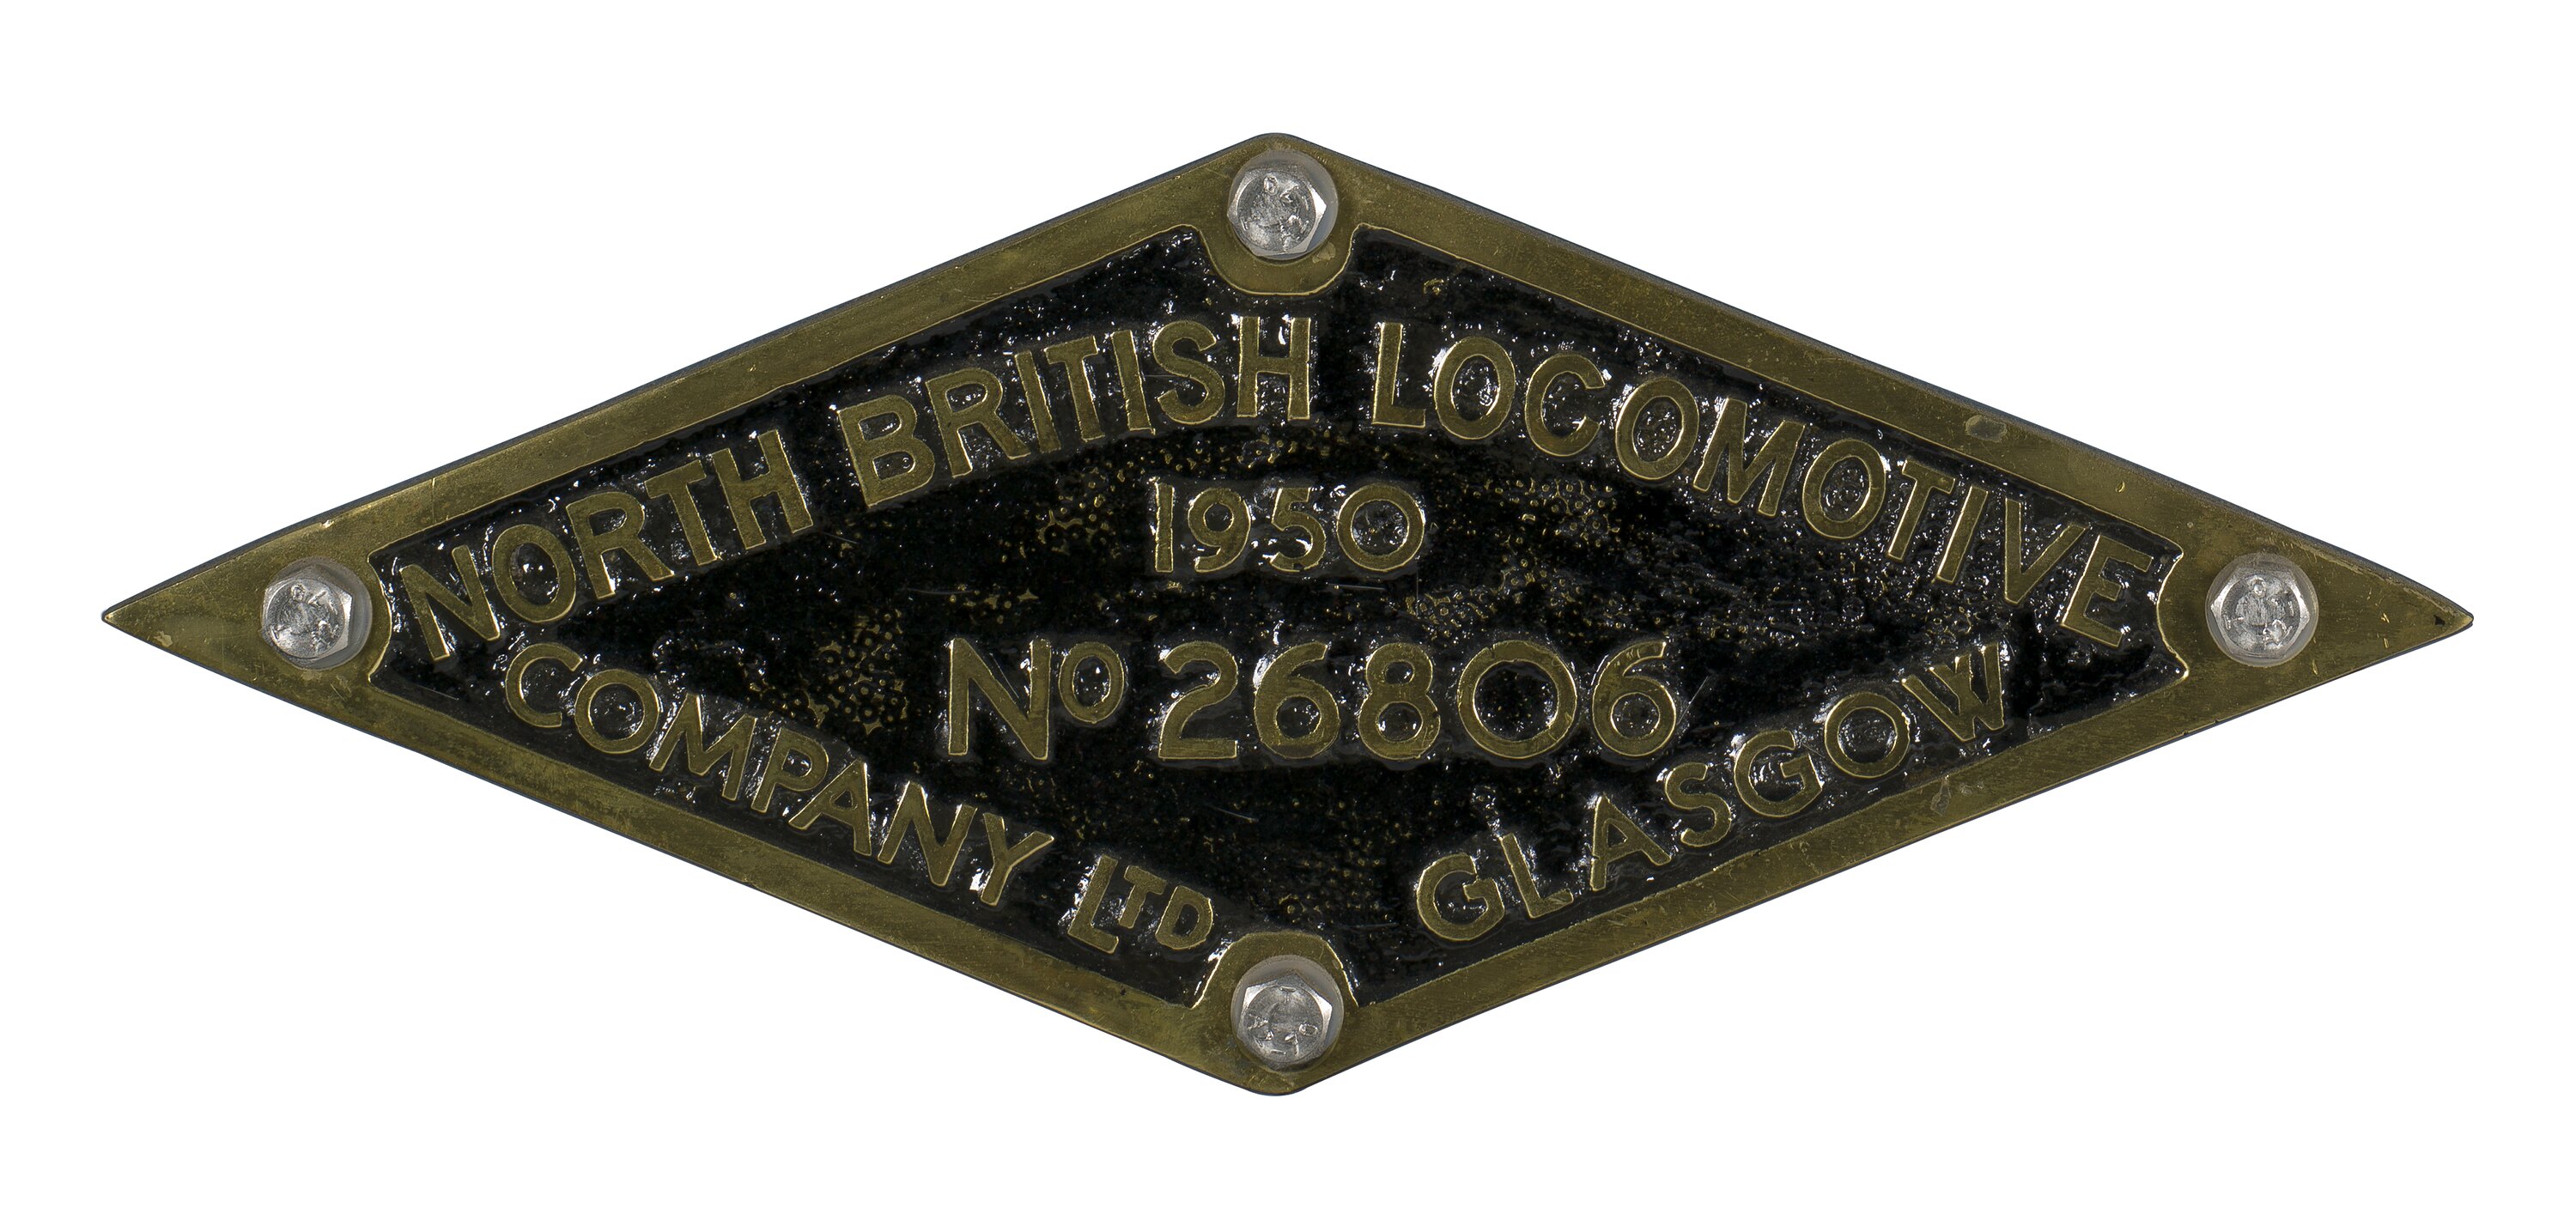 NORTH BRITISH LOCOMOTIVE
1950
No 26806
COMPANY LTD GLASGOW